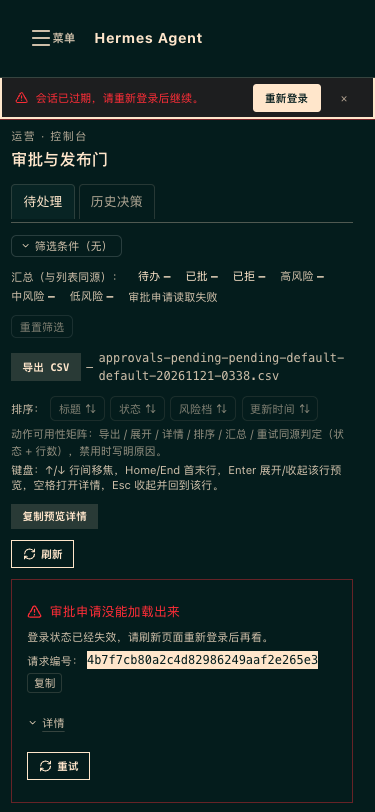 菜单 Hermes Agent
会话已过期，请重新登录后继续。 重新登录 ×
运营 · 控制台
审批与发布门
待处理 历史决策
筛选条件（无）
汇总（与列表同源）： 待办 — 已批 — 已拒 — 高风险 —
中风险 — 低风险 — 审批申请读取失败
重置筛选
导出 CSV — approvals-pending-pending-default-
default-20261121-0338.csv
排序： 标题 ⇅ 状态 ⇅ 风险档 ⇅ 更新时间 ⇅
动作可用性矩阵：导出 / 展开 / 详情 / 排序 / 汇总 / 重试同源判定（状
态 + 行数），禁用时写明原因。
键盘：↑/↓ 行间移焦，Home/End 首末行，Enter 展开/收起该行预
览，空格打开详情，Esc 收起并回到该行。
复制预览详情
刷新
审批申请没能加载出来
登录状态已经失效，请刷新页面重新登录后再看。
请求编号： 4b7f7cb80a2c4d82986249aaf2e265e3
复制
详情
重试